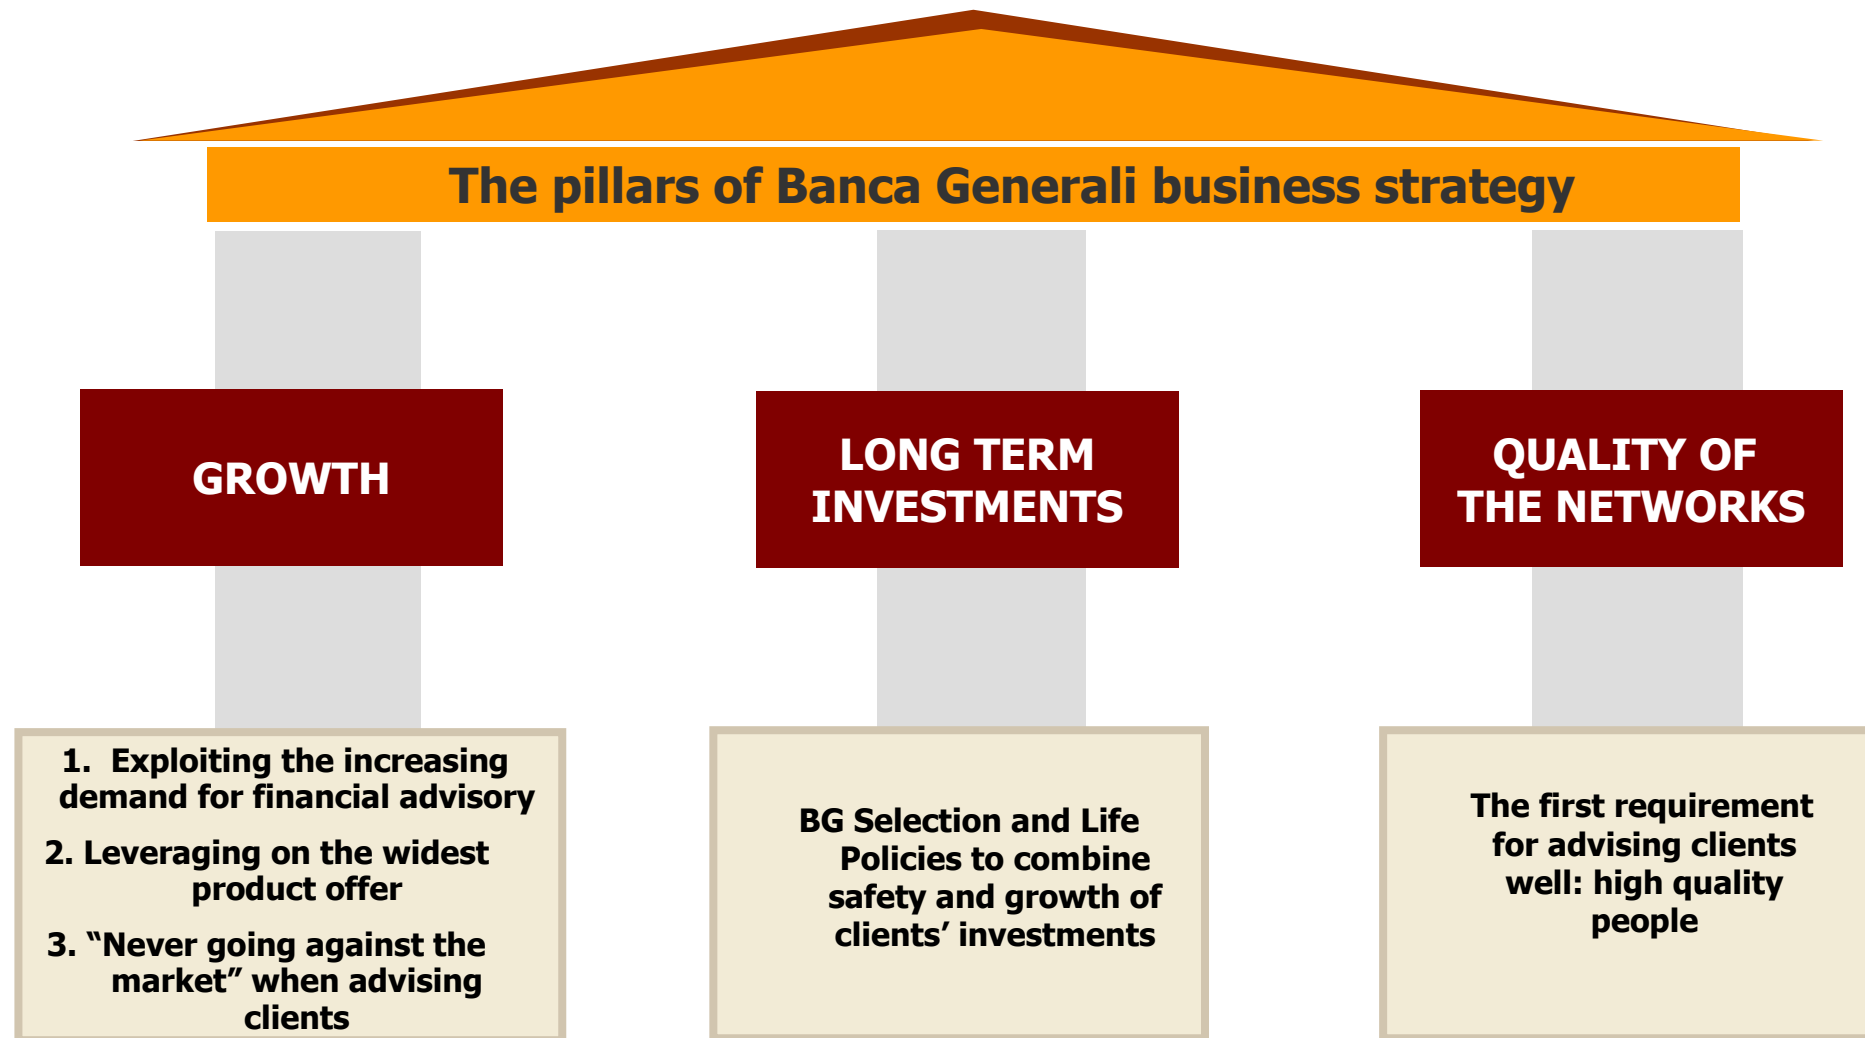 The pillars of Banca Generali business strategy
GROWTH
LONG TERM
INVESTMENTS
QUALITY OF
THE NETWORKS
1. Exploiting the increasing
demand for financial advisory
2. Leveraging on the widest
product offer
3. “Never going against the
market” when advising
clients
BG Selection and Life
Policies to combine
safety and growth of
clients’ investments
The first requirement
for advising clients
well: high quality
people